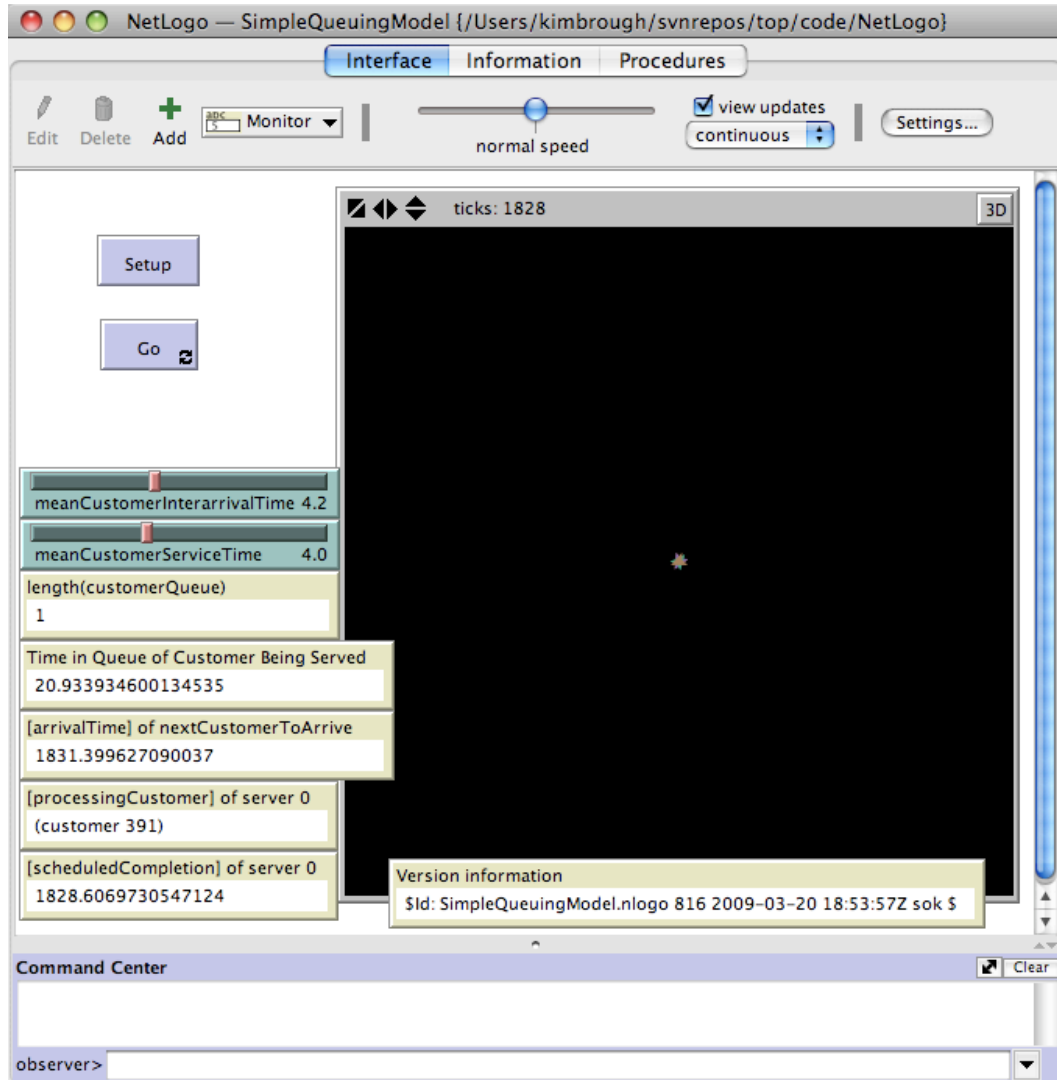 NetLogo — SimpleQueuingModel {/Users/kimbrough/svnrepos/top/code/NetLogo}
Interface Information Procedures
Edit Delete Add abc 5 Monitor normal speed view updates continuous Settings...
ticks: 1828 3D
Setup
Go
meanCustomerInterarrivalTime 4.2
meanCustomerServiceTime 4.0
length(customerQueue)
1
Time in Queue of Customer Being Served
20.933934600134535
[arrivalTime] of nextCustomerToArrive
1831.399627090037
[processingCustomer] of server 0
(customer 391)
[scheduledCompletion] of server 0
1828.6069730547124
Version information
$Id: SimpleQueuingModel.nlogo 816 2009-03-20 18:53:57Z sok $
Command Center Clear
observer>